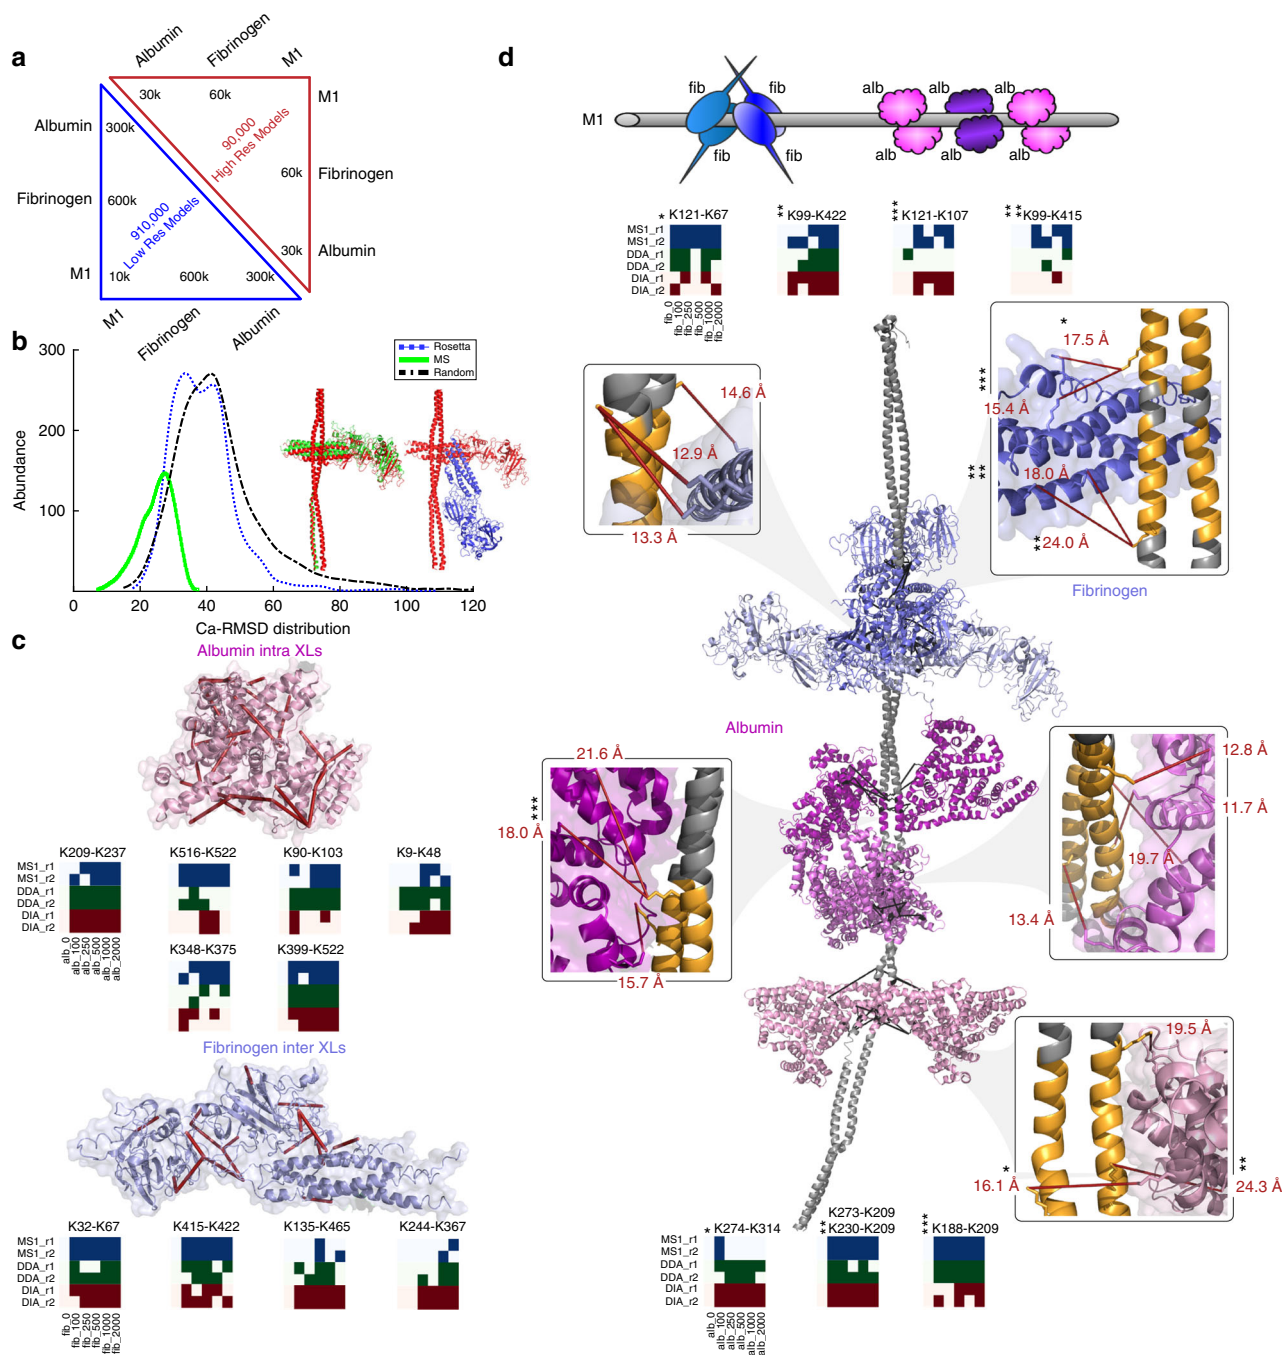 a
Albumin
Fibrinogen
M1
30k
60k
M1
Albumin
300k
90,000
High Res Models
Fibrinogen
600k
60k
Fibrinogen
910,000
Low Res Models
30k
Albumin
M1
10k
600k
300k
M1
Fibrinogen
Albumin
b
300
200
100
Abundance
Rosetta
MS
Random
0
20
40
60
80
100
120
Ca-RMSD distribution
c
Albumin intra XLs
K209-K237
K516-K522
K90-K103
K9-K48
MS1_r1
MS1_r2
DDA_r1
DDA_r2
DIA_r1
DIA_r2
alb_0
alb_100
alb_250
alb_500
alb_1000
alb_2000
K348-K375
K399-K522
Fibrinogen inter XLs
K32-K67
K415-K422
K135-K465
K244-K367
MS1_r1
MS1_r2
DDA_r1
DDA_r2
DIA_r1
DIA_r2
fib_0
fib_100
fib_250
fib_500
fib_1000
fib_2000
d
M1
fib
fib
fib
fib
alb
alb
alb
alb
alb
alb
* K121-K67
** K99-K422
*** K121-K107
** ** K99-K415
MS1_r1
MS1_r2
DDA_r1
DDA_r2
DIA_r1
DIA_r2
fib_0
fib_100
fib_250
fib_500
fib_1000
fib_2000
14.6 Å
12.9 Å
13.3 Å
*
17.5 Å
***
15.4 Å
** **
18.0 Å
** 24.0 Å
Fibrinogen
Albumin
21.6 Å
***
18.0 Å
15.7 Å
12.8 Å
11.7 Å
19.7 Å
13.4 Å
19.5 Å
*
16.1 Å
**
24.3 Å
* K274-K314
K273-K209
** K230-K209
*** K188-K209
MS1_r1
MS1_r2
DDA_r1
DDA_r2
DIA_r1
DIA_r2
alb_0
alb_100
alb_250
alb_500
alb_1000
alb_2000